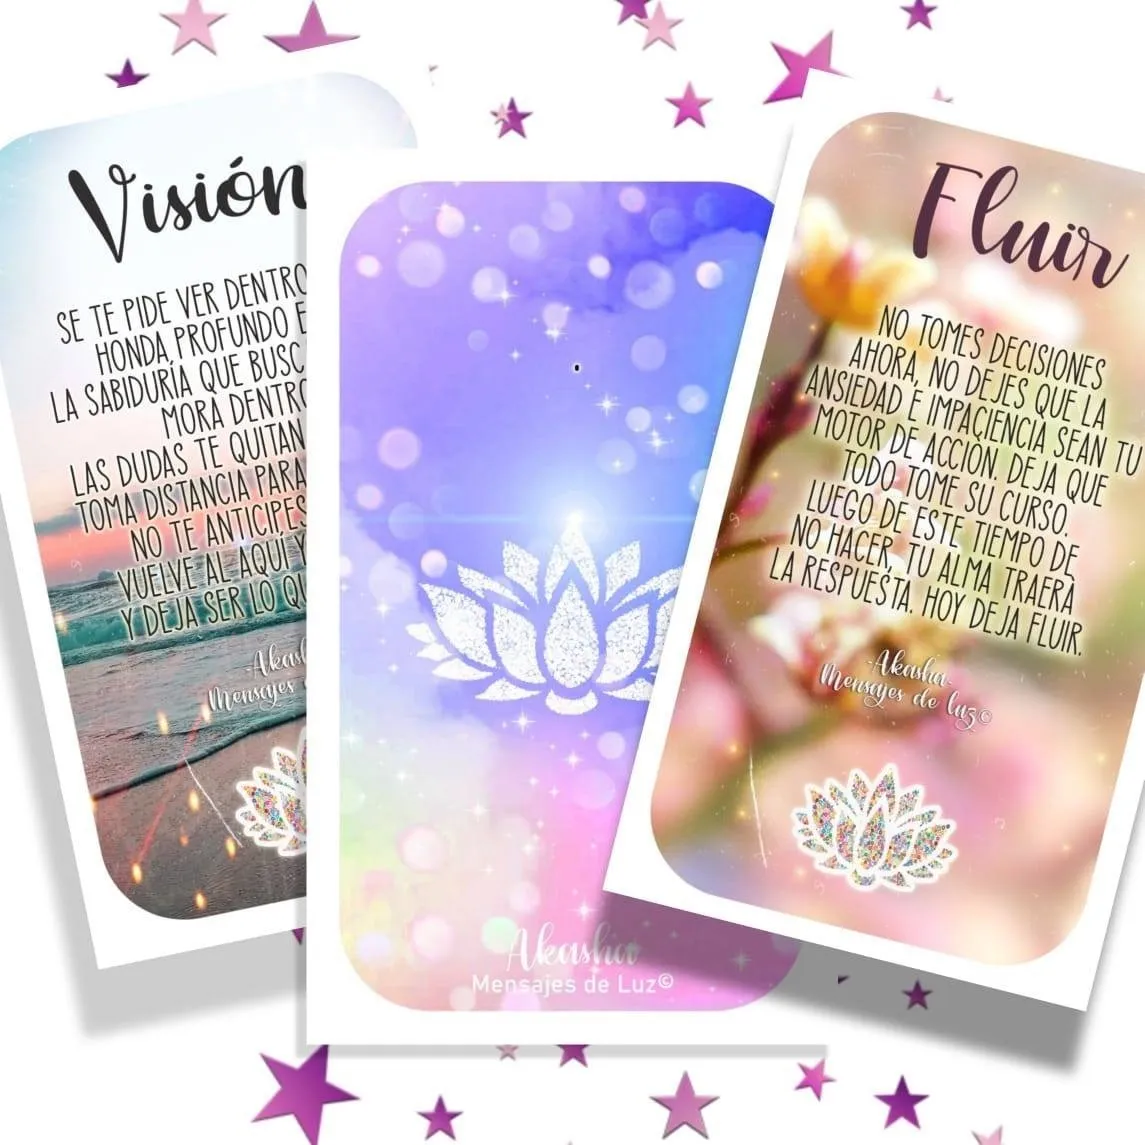 Visión
SE TE PIDE VER DENTRO
HONDA, PROFUNDO E
LA SABIDURÍA QUE BUSC
MORA DENTRO
LAS DUDAS TE QUITAN
TOMA DISTANCIA PARA
NO TE ANTICIPES
VUELVE AL AQUÍ Y
Y DEJA SER LO QU
-Akasha
Mensajes
Akasha
Mensajes de Luz©
Fluir
NO TOMES DECISIONES
AHORA, NO DEJES QUE LA
ANSIEDAD E IMPACIENCIA SEAN TU
MOTOR DE ACCIÓN. DEJA QUE
TODO TOME SU CURSO.
LUEGO DE ESTE TIEMPO DE
NO HACER, TU ALMA TRAERÁ
LA RESPUESTA. HOY DEJA FLUIR.
-Akasha-
Mensajes de luz©